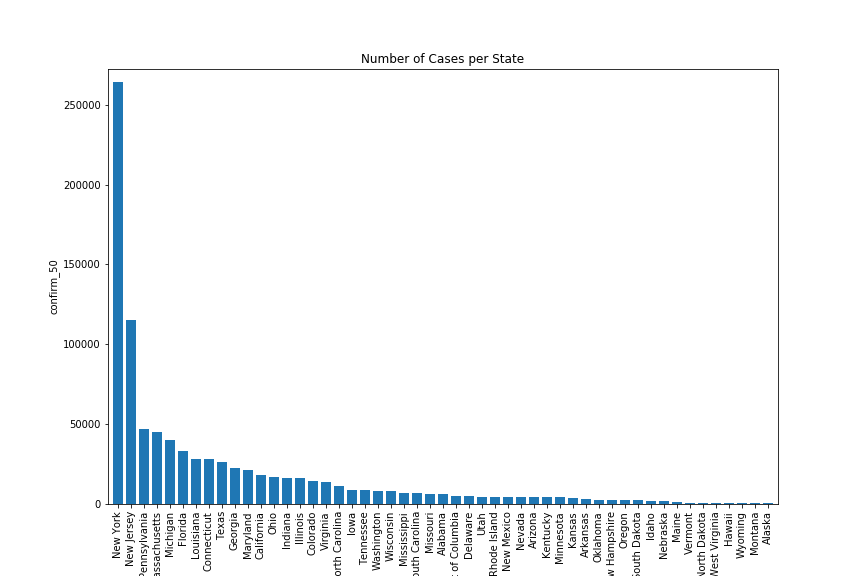 Number of Cases per State
confirm_50
250000
200000
150000
100000
50000
0
New York
New Jersey
Pennsylvania
assachusetts
Michigan
Florida
Louisiana
Connecticut
Texas
Georgia
Maryland
California
Ohio
Indiana
Illinois
Colorado
Virginia
orth Carolina
Iowa
Tennessee
Washington
Wisconsin
Mississippi
outh Carolina
Missouri
Alabama
t of Columbia
Delaware
Utah
Rhode Island
New Mexico
Nevada
Arizona
Kentucky
Minnesota
Kansas
Arkansas
Oklahoma
w Hampshire
Oregon
South Dakota
Idaho
Nebraska
Maine
Vermont
North Dakota
West Virginia
Hawaii
Wyoming
Montana
Alaska